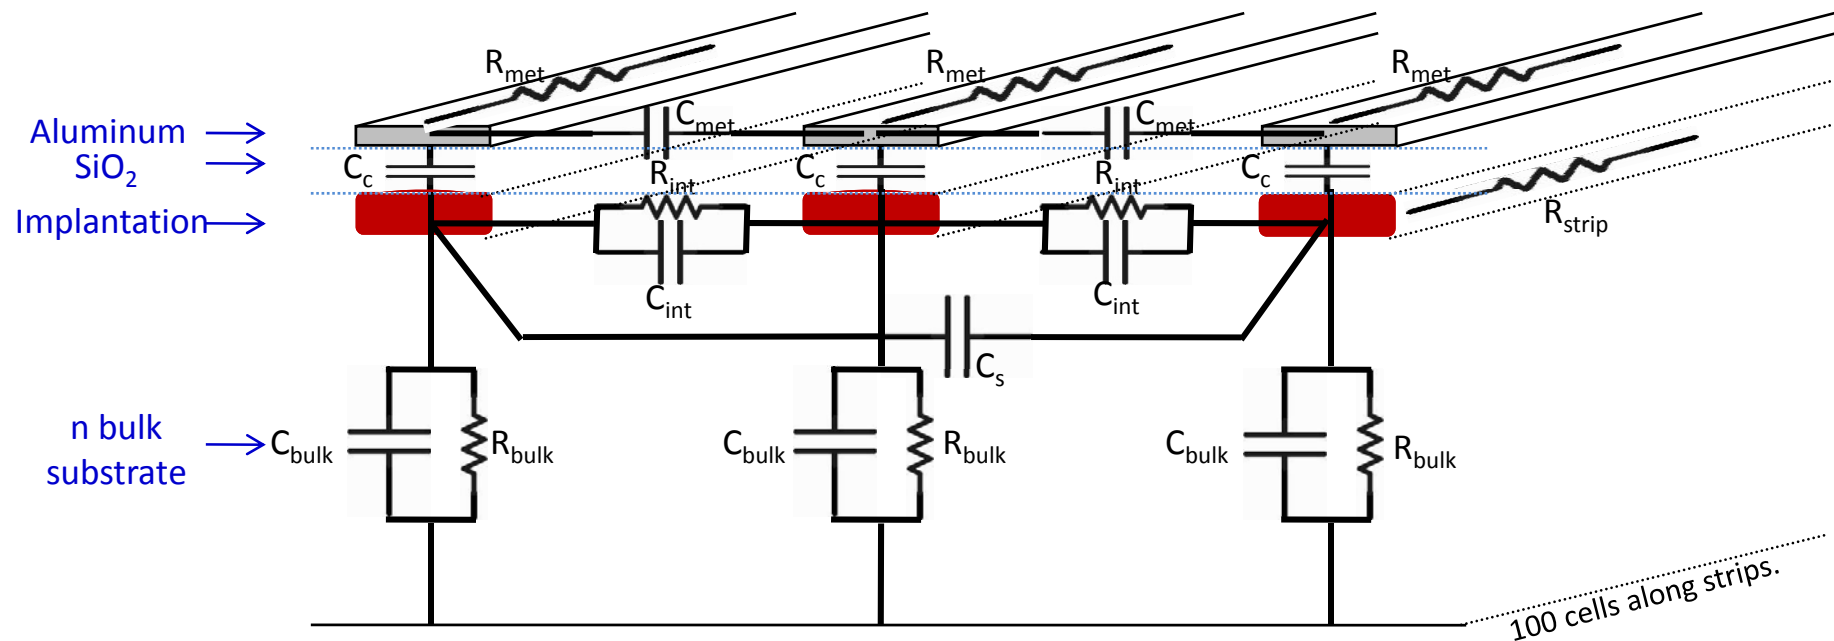 R_met R_met R_met
Aluminum
C_met C_met
SiO₂
C_c C_c C_c
R_int R_int
Implantation
R_strip
C_int C_int
C_s
n bulk
substrate
C_bulk R_bulk C_bulk R_bulk C_bulk R_bulk
100 cells along strips.